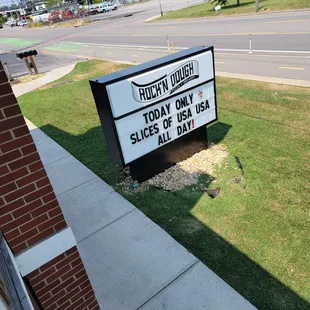 ROCK'N DOUGH
TODAY ONLY
SLICES OF USA USA
ALL DAY!